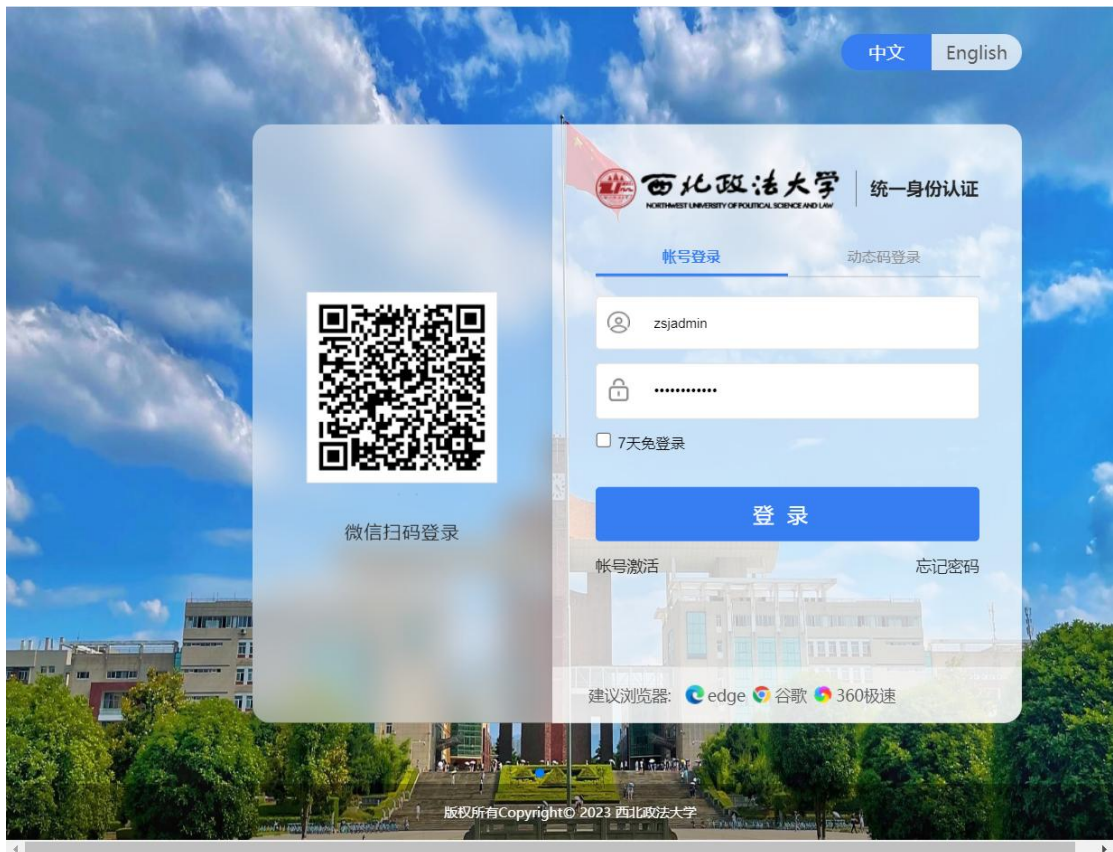 中文 English
西北政法大学 统一身份认证
NORTHWEST UNIVERSITY OF POLITICAL SCIENCE AND LAW
帐号登录 动态码登录
zsjadmin
••••••••••••
7天免登录
登 录
微信扫码登录
帐号激活 忘记密码
建议浏览器: edge 谷歌 360极速
版权所有Copyright© 2023 西北政法大学